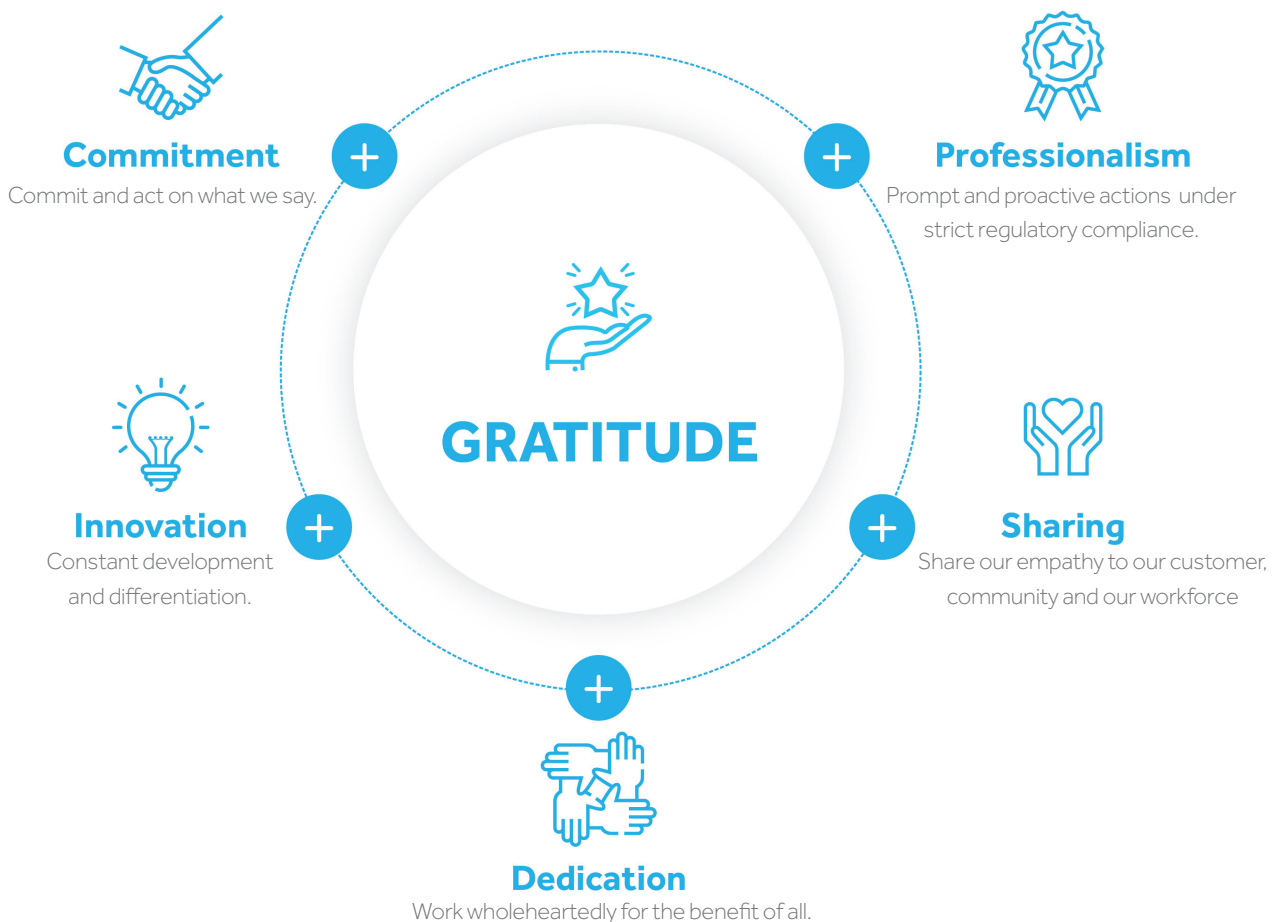 Commitment
Commit and act on what we say.
Professionalism
Prompt and proactive actions under
strict regulatory compliance.
GRATITUDE
Innovation
Constant development
and differentiation.
Sharing
Share our empathy to our customer,
community and our workforce
Dedication
Work wholeheartedly for the benefit of all.